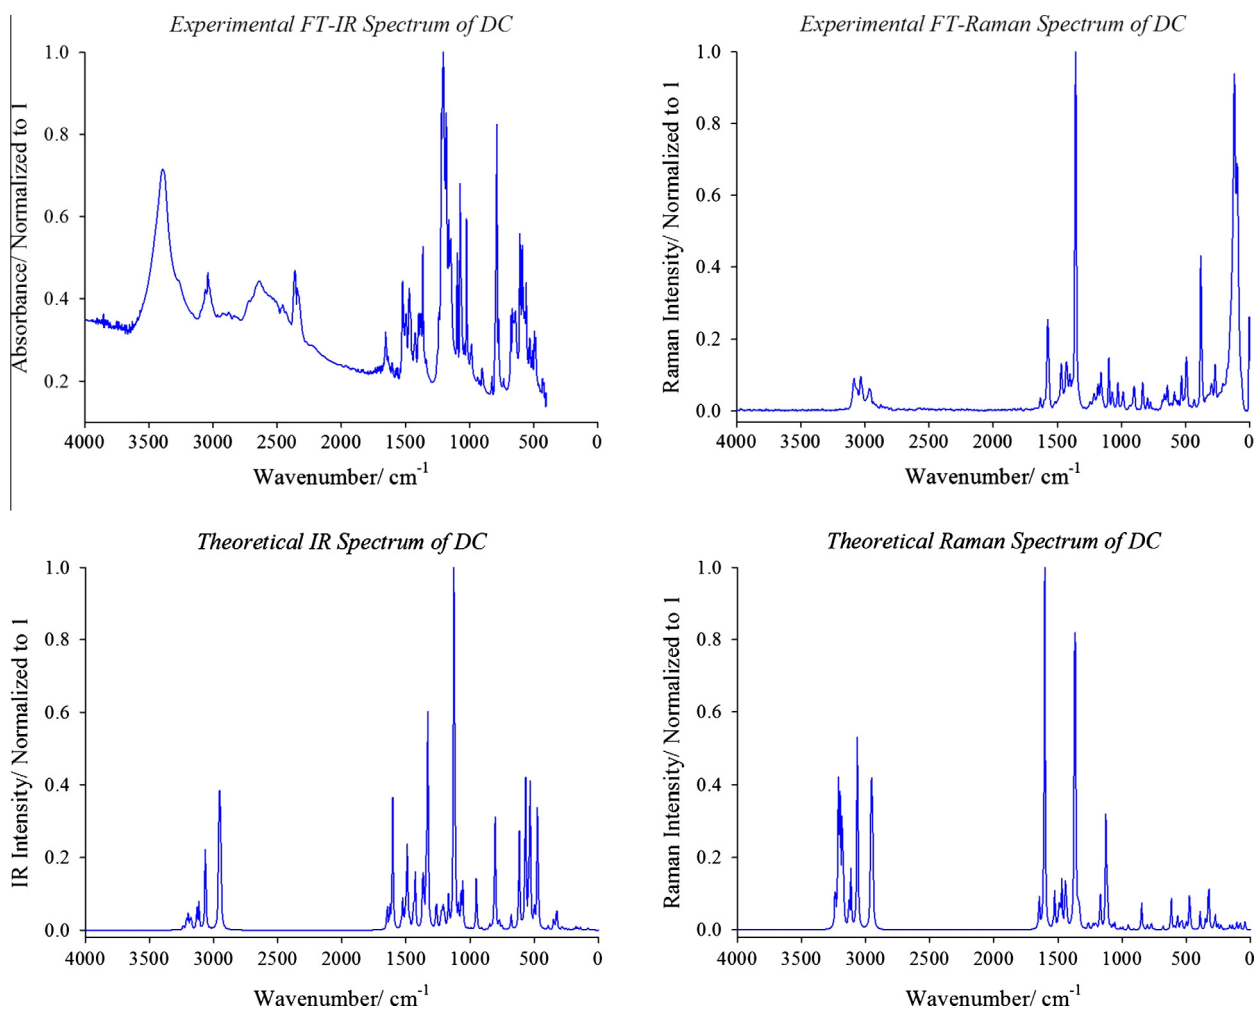 Experimental FT-IR Spectrum of DC
1.0
0.8
0.6
0.4
0.2
Absorbance/ Normalized to 1
4000 3500 3000 2500 2000 1500 1000 500 0
Wavenumber/ cm-1
Experimental FT-Raman Spectrum of DC
1.0
0.8
0.6
0.4
0.2
0.0
Raman Intensity/ Normalized to 1
4000 3500 3000 2500 2000 1500 1000 500 0
Wavenumber/ cm-1
Theoretical IR Spectrum of DC
1.0
0.8
0.6
0.4
0.2
0.0
IR Intensity/ Normalized to 1
4000 3500 3000 2500 2000 1500 1000 500 0
Wavenumber/ cm-1
Theoretical Raman Spectrum of DC
1.0
0.8
0.6
0.4
0.2
0.0
Raman Intensity/ Normalized to 1
4000 3500 3000 2500 2000 1500 1000 500 0
Wavenumber/ cm-1